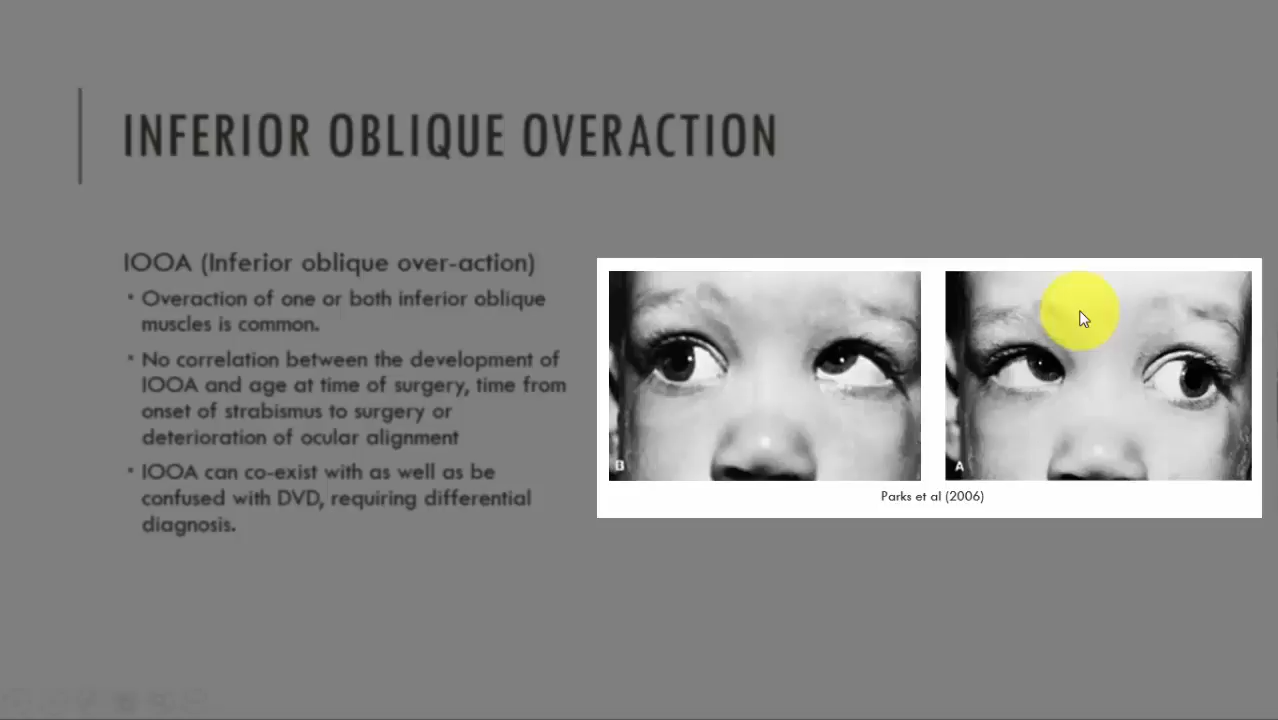 INFERIOR OBLIQUE OVERACTION
IOOA (Inferior oblique over-action)
Overaction of one or both inferior oblique
muscles is common.
No correlation between the development of
IOOA and age at time of surgery, time from
onset of strabismus to surgery or
deterioration of ocular alignment
IOOA can co-exist with as well as be
confused with DVD, requiring differential
diagnosis.
B
A
Parks et al (2006)